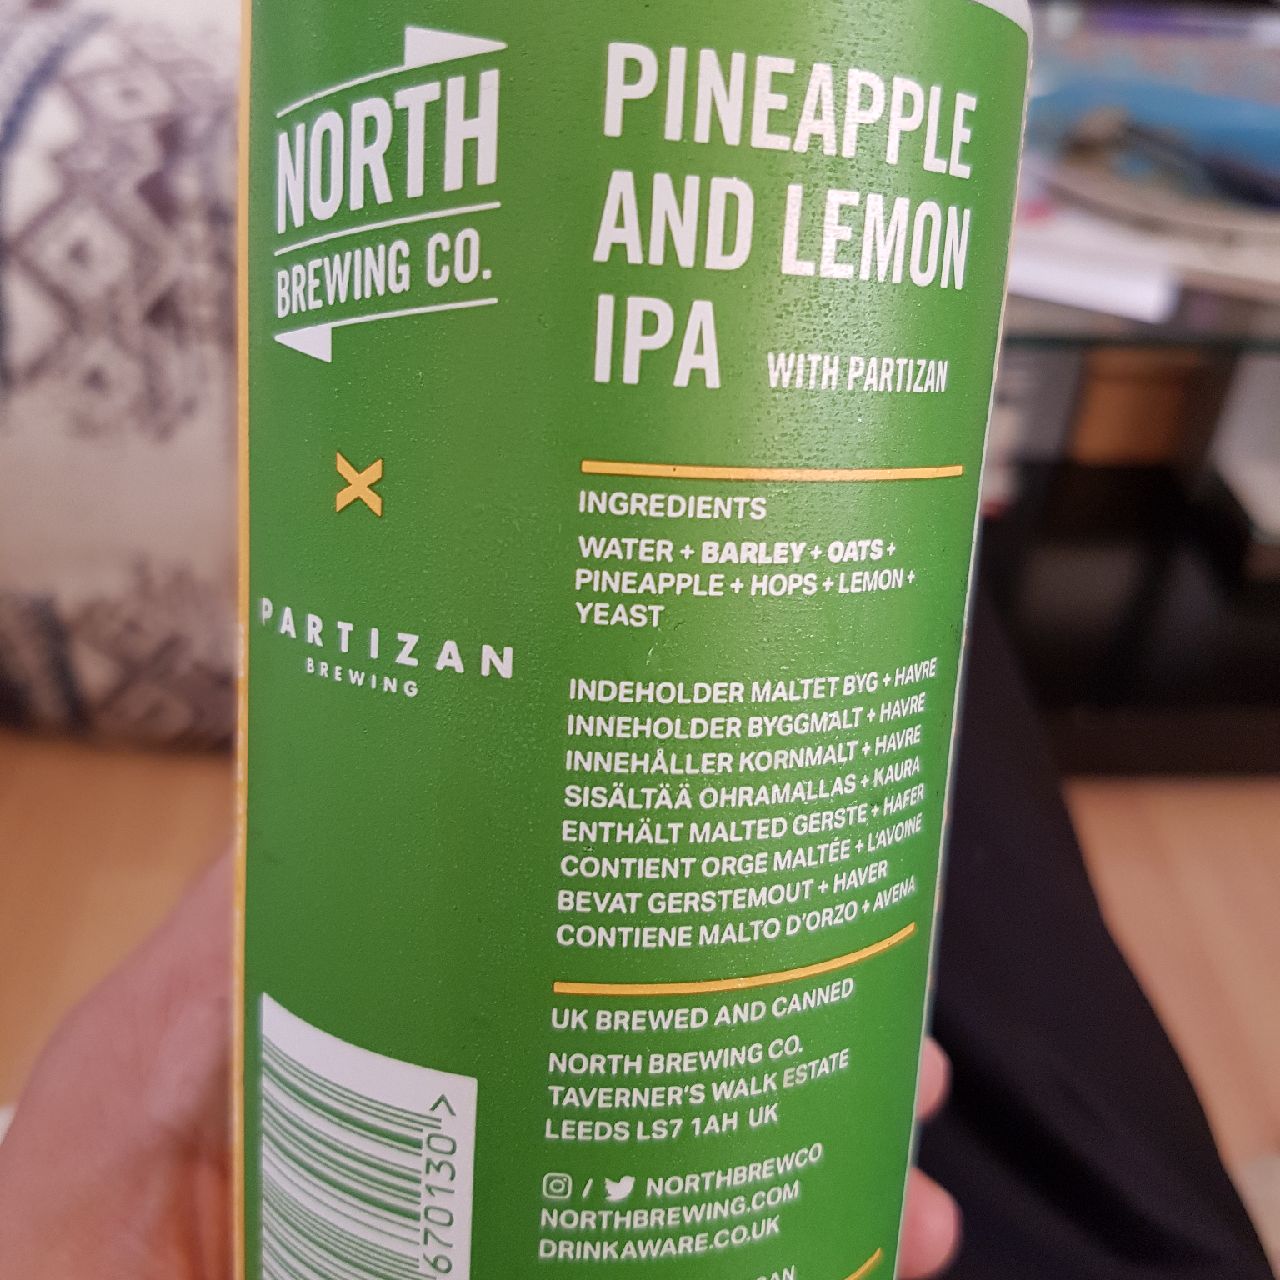 NORTH
BREWING CO.
X
PARTIZAN
BREWING
PINEAPPLE
AND LEMON
IPA WITH PARTIZAN
INGREDIENTS
WATER + BARLEY + OATS +
PINEAPPLE + HOPS + LEMON +
YEAST
INDEHOLDER MALTET BYG + HAVRE
INNEHOLDER BYGGMALT + HAVRE
INNEHÅLLER KORNMALT + HAVRE
SISÄLTÄÄ OHRAMALLAS + KAURA
ENTHÄLT MALTED GERSTE + HAFER
CONTIENT ORGE MALTÉE + L'AVOINE
BEVAT GERSTEMOUT + HAVER
CONTIENE MALTO D'ORZO + AVENA
UK BREWED AND CANNED
NORTH BREWING CO.
TAVERNER'S WALK ESTATE
LEEDS LS7 1AH UK
/ NORTHBREWCO
NORTHBREWING.COM
DRINKAWARE.CO.UK
670130 >